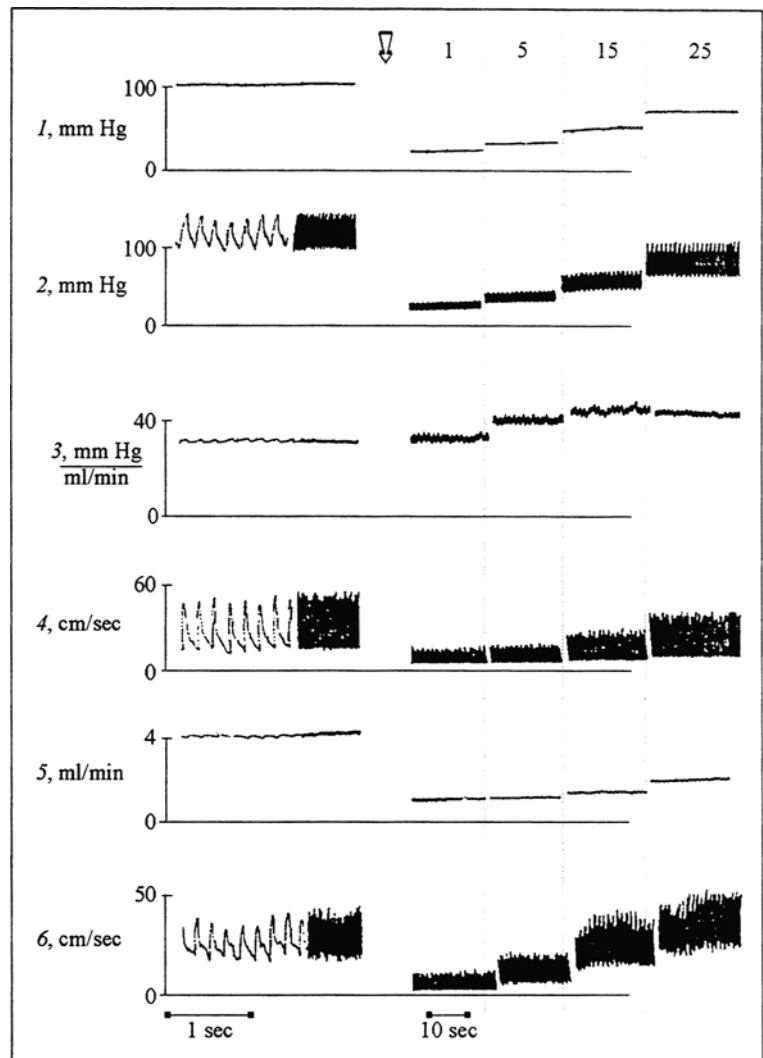 1 5 15 25
100
1, mm Hg
0
100
2, mm Hg
0
40
3, mm Hg
ml/min
0
60
4, cm/sec
0
4
5, ml/min
0
50
6, cm/sec
0
1 sec 10 sec